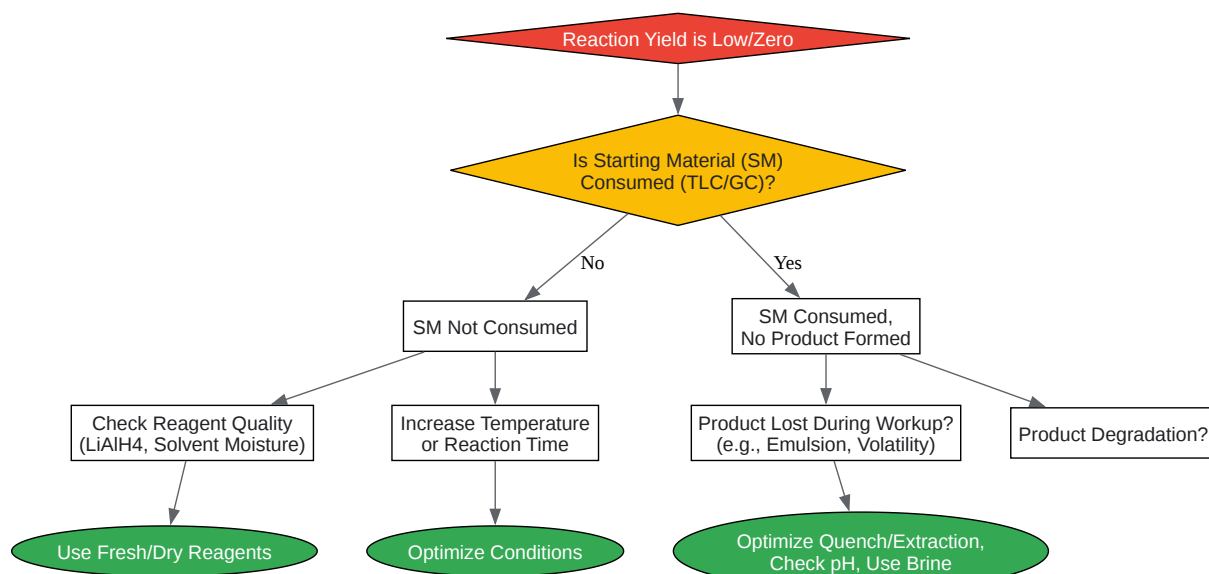 Reaction Yield is Low/Zero
Is Starting Material (SM)
Consumed (TLC/GC)?
No
Yes
SM Not Consumed
SM Consumed,
No Product Formed
Check Reagent Quality
(LiAlH4, Solvent Moisture)
Increase Temperature
or Reaction Time
Product Lost During Workup?
(e.g., Emulsion, Volatility)
Product Degradation?
Use Fresh/Dry Reagents
Optimize Conditions
Optimize Quench/Extraction,
Check pH, Use Brine